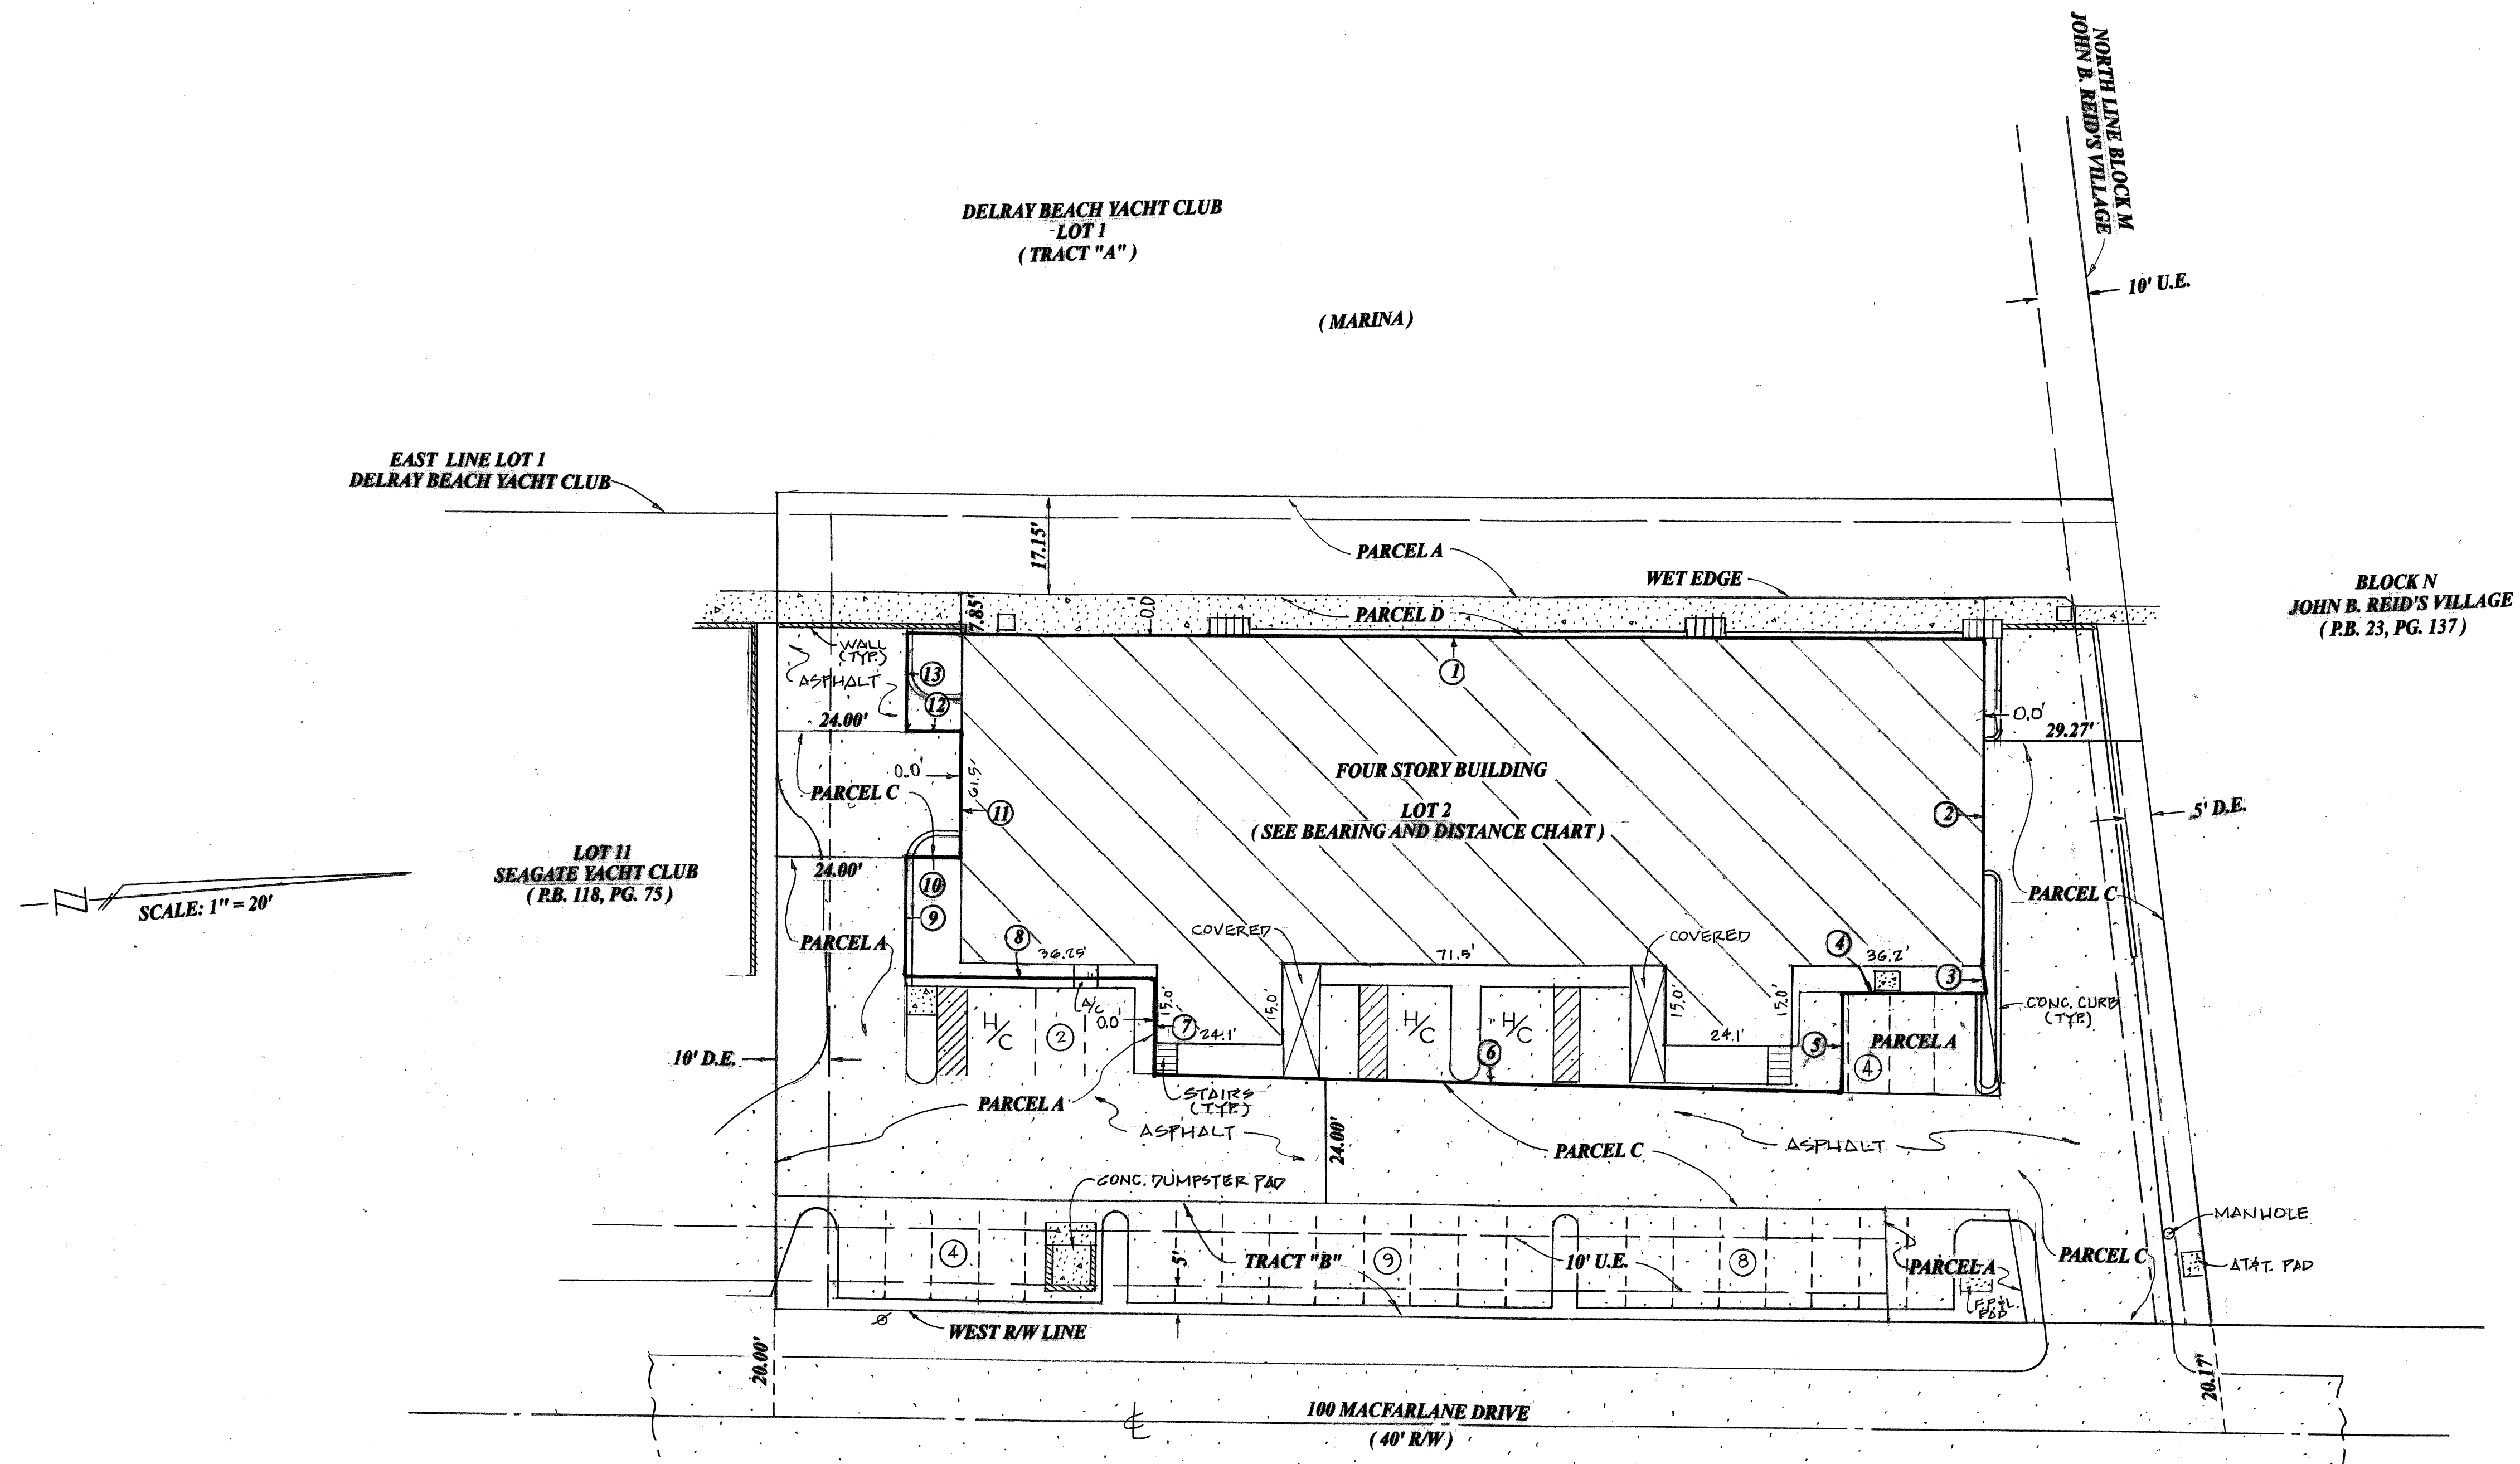 NORTH LINE BLOCK M
JOHN B. REID'S VILLAGE
DELRAY BEACH YACHT CLUB
LOT 1
( TRACT "A" )
10' U.E.
( MARINA )
EAST LINE LOT 1
DELRAY BEACH YACHT CLUB
17.15'
PARCEL A
WET EDGE
BLOCK N
JOHN B. REID'S VILLAGE
( P.B. 23, PG. 137 )
7.85'
0.0'
PARCEL D
WALL
(TYP.)
ASPHALT
13
1
12
24.00'
0.0'
29.27'
0.0'
61.5'
FOUR STORY BUILDING
PARCEL C
11
LOT 2
( SEE BEARING AND DISTANCE CHART )
2
5' D.E.
LOT 11
SEAGATE YACHT CLUB
( P.B. 118, PG. 75 )
24.00'
10
N
SCALE: 1" = 20'
9
PARCEL C
PARCEL A
8
36.25'
COVERED
71.5'
COVERED
4
36.2'
3
A/C
15.0'
15.0'
15.0'
15.0'
CONC. CURB
(TYP.)
H/C
2
0.0'
7
24.1'
H/C
H/C
24.1'
5
PARCEL A
6
4
10' D.E.
STAIRS
(TYP.)
PARCEL A
ASPHALT
24.00'
PARCEL C
ASPHALT
CONC. DUMPSTER PAD
MANHOLE
4
5'
TRACT "B"
9
10' U.E.
8
PARCEL A
PARCEL C
AT&T. PAD
F.P.&L.
PAD
WEST R/W LINE
20.00'
20.17'
100 MACFARLANE DRIVE
( 40' R/W )